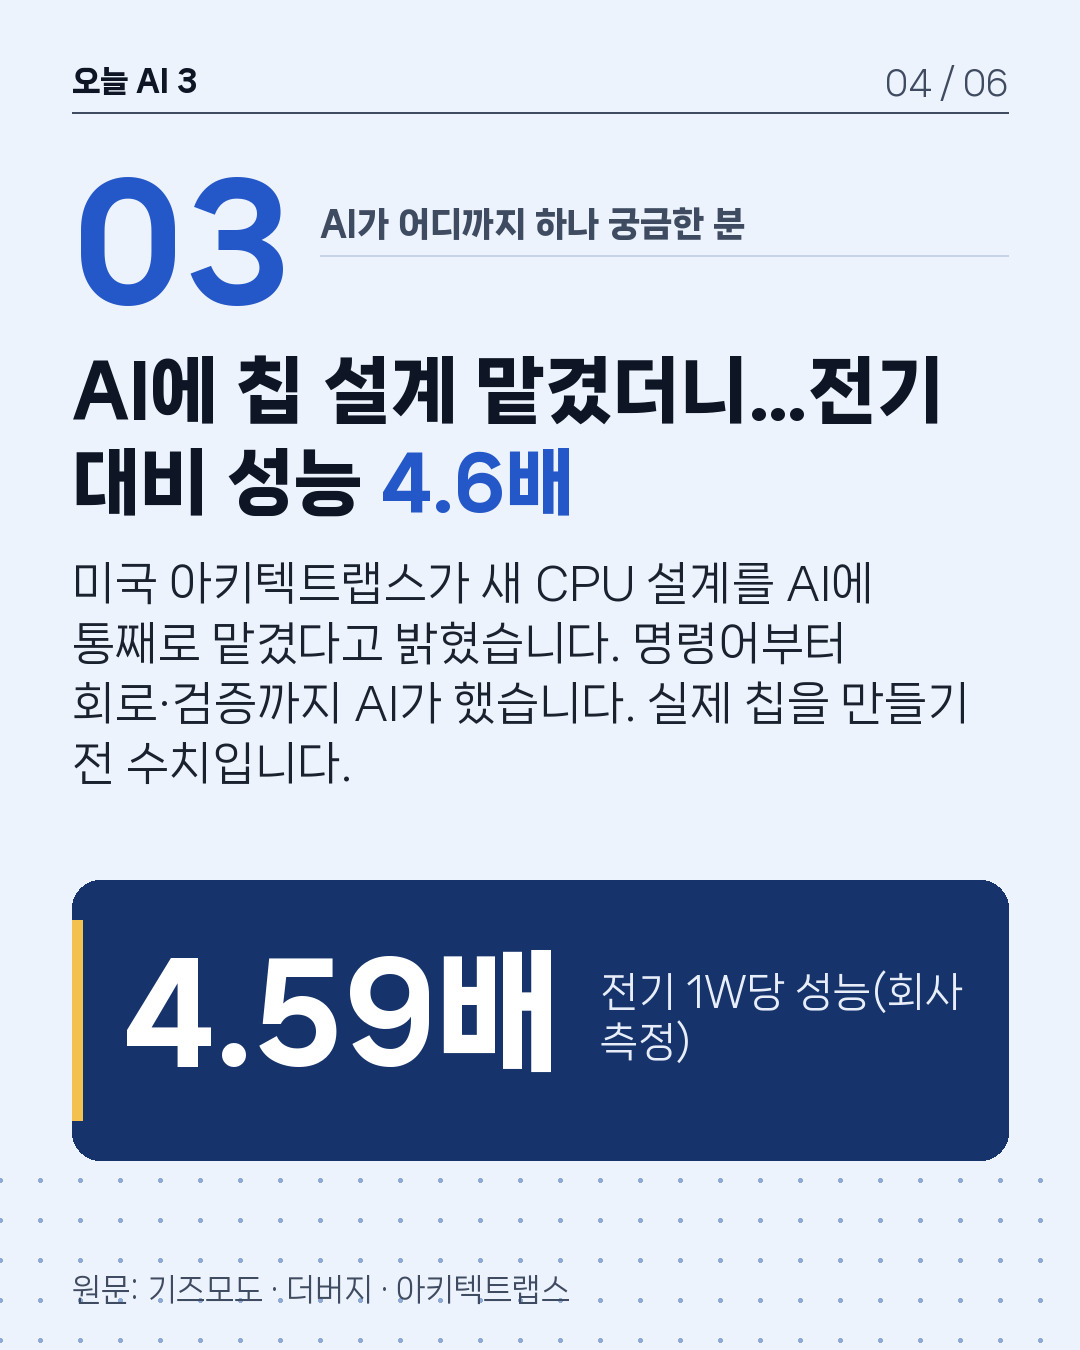 오늘 AI 3
04 / 06
03
AI가 어디까지 하나 궁금한 분
AI에 칩 설계 맡겼더니...전기
대비 성능 4.6배
미국 아키텍트랩스가 새 CPU 설계를 AI에
통째로 맡겼다고 밝혔습니다. 명령어부터
회로·검증까지 AI가 했습니다. 실제 칩을 만들기
전 수치입니다.
4.59배
전기 1W당 성능(회사
측정)
원문: 기즈모도 · 더버지 · 아키텍트랩스